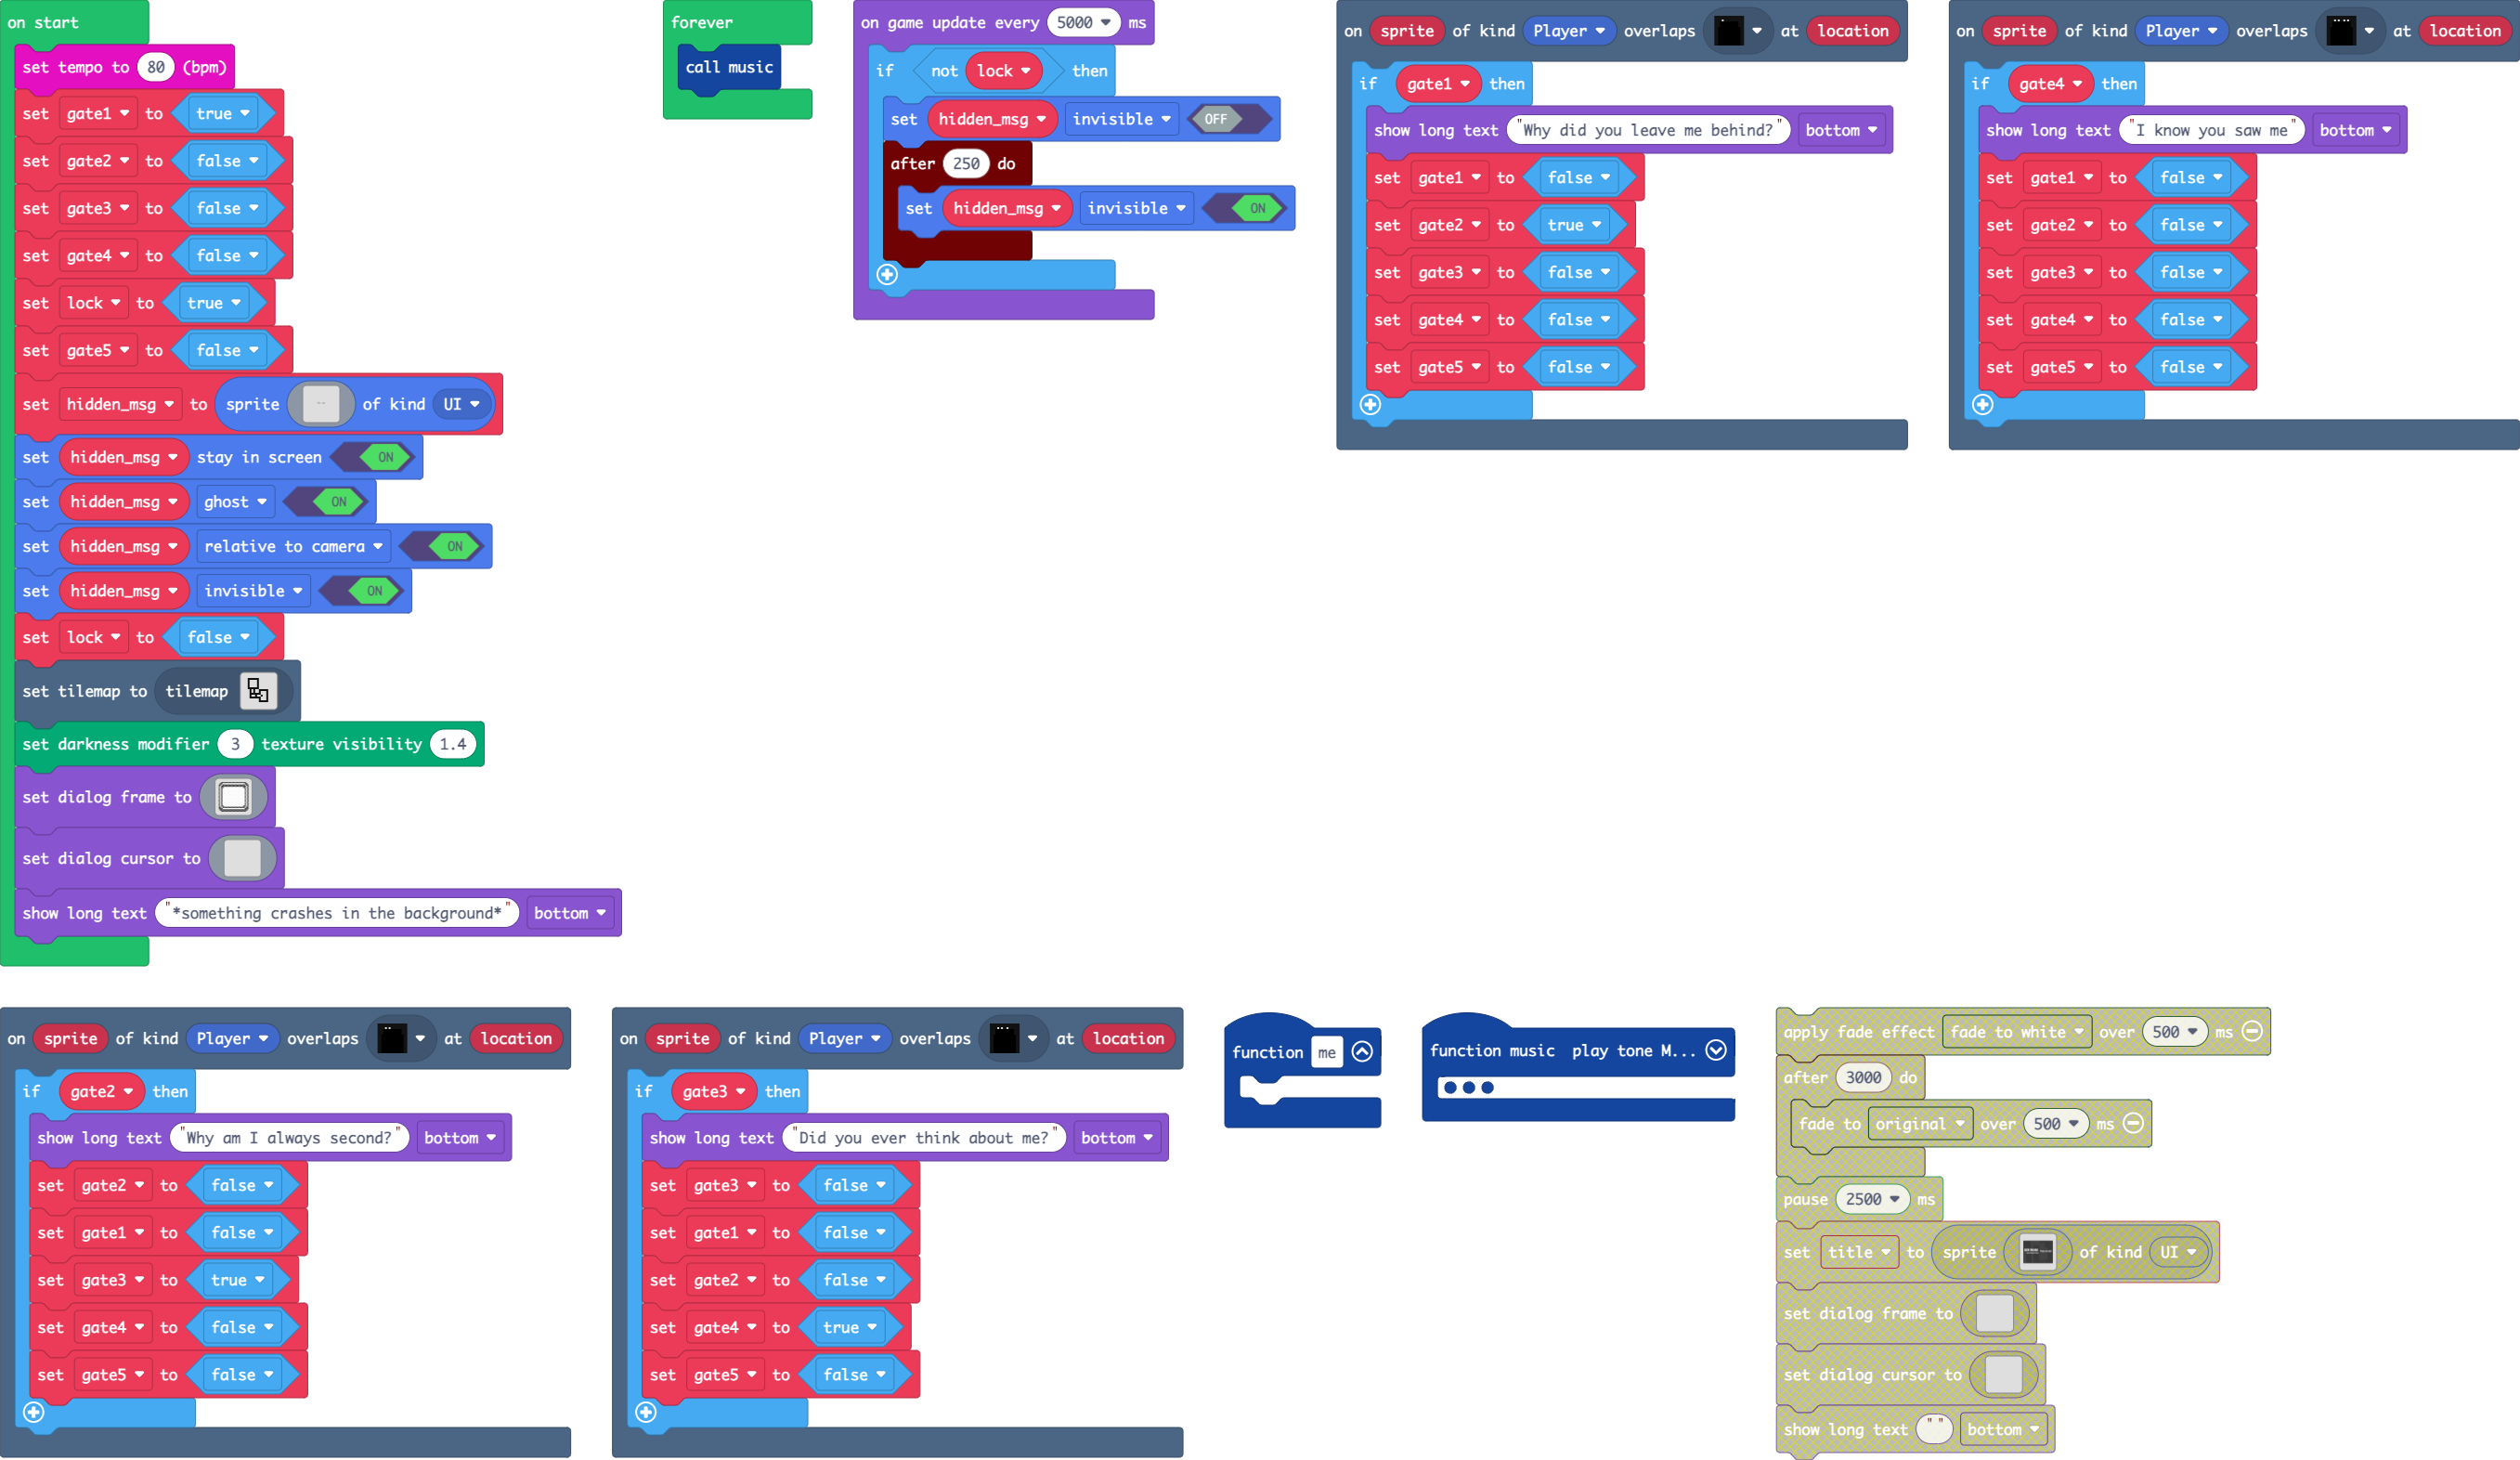 on start
set tempo to 80 (bpm)
set gate1 to true
set gate2 to false
set gate3 to false
set gate4 to false
set lock to true
set gate5 to false
set hidden_msg to sprite of kind UI
set hidden_msg stay in screen ON
set hidden_msg ghost ON
set hidden_msg relative to camera ON
set hidden_msg invisible ON
set lock to false
set tilemap to tilemap
set darkness modifier 3 texture visibility 1.4
set dialog frame to
set dialog cursor to
show long text "*something crashes in the background*" bottom
forever
call music
on game update every 5000 ms
if not lock then
set hidden_msg invisible OFF
after 250 do
set hidden_msg invisible ON
on sprite of kind Player overlaps at location
if gate1 then
show long text "Why did you leave me behind?" bottom
set gate1 to false
set gate2 to true
set gate3 to false
set gate4 to false
set gate5 to false
on sprite of kind Player overlaps at location
if gate4 then
show long text "I know you saw me" bottom
set gate1 to false
set gate2 to false
set gate3 to false
set gate4 to false
set gate5 to false
on sprite of kind Player overlaps at location
if gate2 then
show long text "Why am I always second?" bottom
set gate2 to false
set gate1 to false
set gate3 to true
set gate4 to false
set gate5 to false
on sprite of kind Player overlaps at location
if gate3 then
show long text "Did you ever think about me?" bottom
set gate3 to false
set gate1 to false
set gate2 to false
set gate4 to true
set gate5 to false
function me
function music play tone M...
apply fade effect fade to white over 500 ms
after 3000 do
fade to original over 500 ms
pause 2500 ms
set title to sprite of kind UI
set dialog frame to
set dialog cursor to
show long text " " bottom